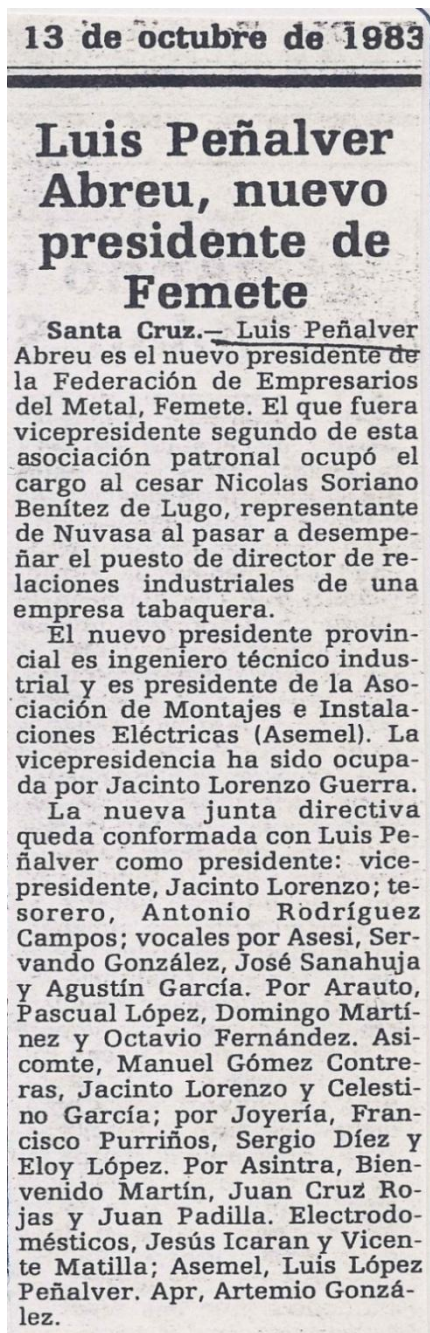 13 de octubre de 1983
Luis Peñalver
Abreu, nuevo
presidente de
Femete
Santa Cruz.— Luis Peñalver
Abreu es el nuevo presidente de
la Federación de Empresarios
del Metal, Femete. El que fuera
vicepresidente segundo de esta
asociación patronal ocupó el
cargo al cesar Nicolas Soriano
Benítez de Lugo, representante
de Nuvasa al pasar a desempe-
ñar el puesto de director de re-
laciones industriales de una
empresa tabaquera.
El nuevo presidente provin-
cial es ingeniero técnico indus-
trial y es presidente de la Aso-
ciación de Montajes e Instala-
ciones Eléctricas (Asemel). La
vicepresidencia ha sido ocupa-
da por Jacinto Lorenzo Guerra.
La nueva junta directiva
queda conformada con Luis Pe-
ñalver como presidente: vice-
presidente, Jacinto Lorenzo; te-
sorero, Antonio Rodríguez
Campos; vocales por Asesi, Ser-
vando González, José Sanahuja
y Agustín García. Por Arauto,
Pascual López, Domingo Martí-
nez y Octavio Fernández. Asi-
comte, Manuel Gómez Contre-
ras, Jacinto Lorenzo y Celesti-
no García; por Joyería, Fran-
cisco Purriños, Sergio Díez y
Eloy López. Por Asintra, Bien-
venido Martín, Juan Cruz Ro-
jas y Juan Padilla. Electrodo-
mésticos, Jesús Icaran y Vicen-
te Matilla; Asemel, Luis López
Peñalver. Apr, Artemio Gonzá-
lez.